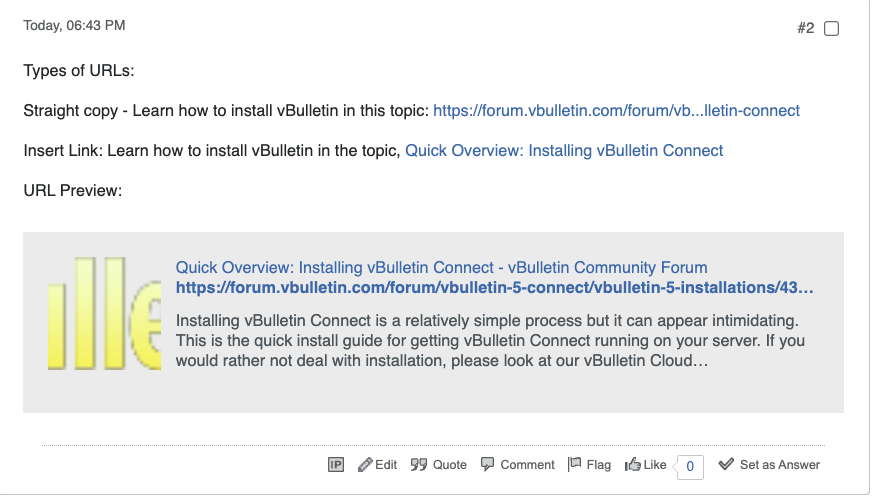 Today, 06:43 PM
#2
Types of URLs:
Straight copy - Learn how to install vBulletin in this topic: https://forum.vbulletin.com/forum/vb...lletin-connect
Insert Link: Learn how to install vBulletin in the topic, Quick Overview: Installing vBulletin Connect
URL Preview:
lle
Quick Overview: Installing vBulletin Connect - vBulletin Community Forum
https://forum.vbulletin.com/forum/vbulletin-5-connect/vbulletin-5-installations/43…
Installing vBulletin Connect is a relatively simple process but it can appear intimidating.
This is the quick install guide for getting vBulletin Connect running on your server. If you
would rather not deal with installation, please look at our vBulletin Cloud…
IP Edit Quote Comment Flag Like 0 Set as Answer